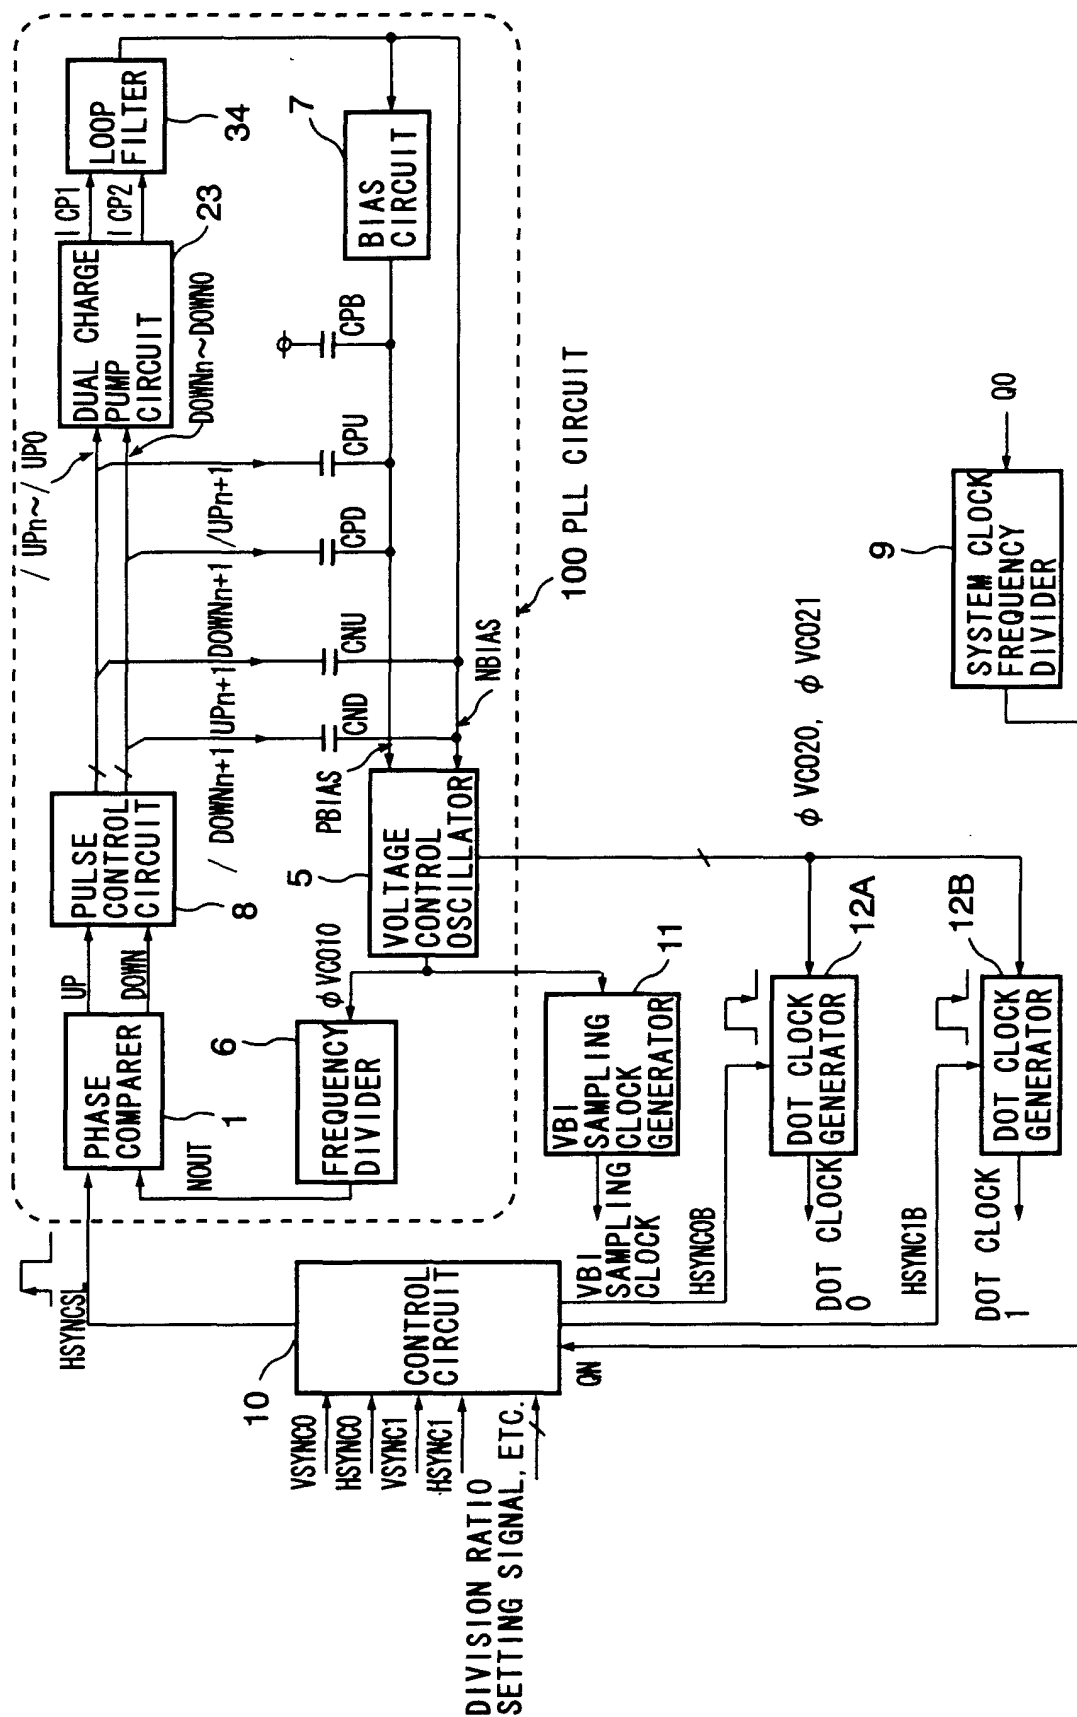 HSYNCSL
10
CONTROL
CIRCUIT
VSYNC0
HSYNC0
VSYNC1
HSYNC1
DIVISION RATIO
SETTING SIGNAL, ETC.
QN
PHASE
COMPARER
1
NOUT
UP
DOWN
PULSE
CONTROL
CIRCUIT
8
/UPn~/UP0
DUAL CHARGE
PUMP
CIRCUIT
23
DOWNn~DOWN0
ICP1
ICP2
LOOP
FILTER
34
/DOWNn+1
UPn+1
DOWNn+1
/UPn+1
CND
CNU
CPD
CPU
CPB
7
BIAS
CIRCUIT
PBIAS
NBIAS
5
VOLTAGE
CONTROL
OSCILLATOR
6
FREQUENCY
DIVIDER
φVCO10
100 PLL CIRCUIT
11
VBI
SAMPLING
CLOCK
GENERATOR
VBI
SAMPLING
CLOCK
φVCO20, φVCO21
HSYNC0B
12A
DOT CLOCK
GENERATOR
DOT CLOCK
0
HSYNC1B
12B
DOT CLOCK
GENERATOR
DOT CLOCK
1
9
SYSTEM CLOCK
FREQUENCY
DIVIDER
Q0